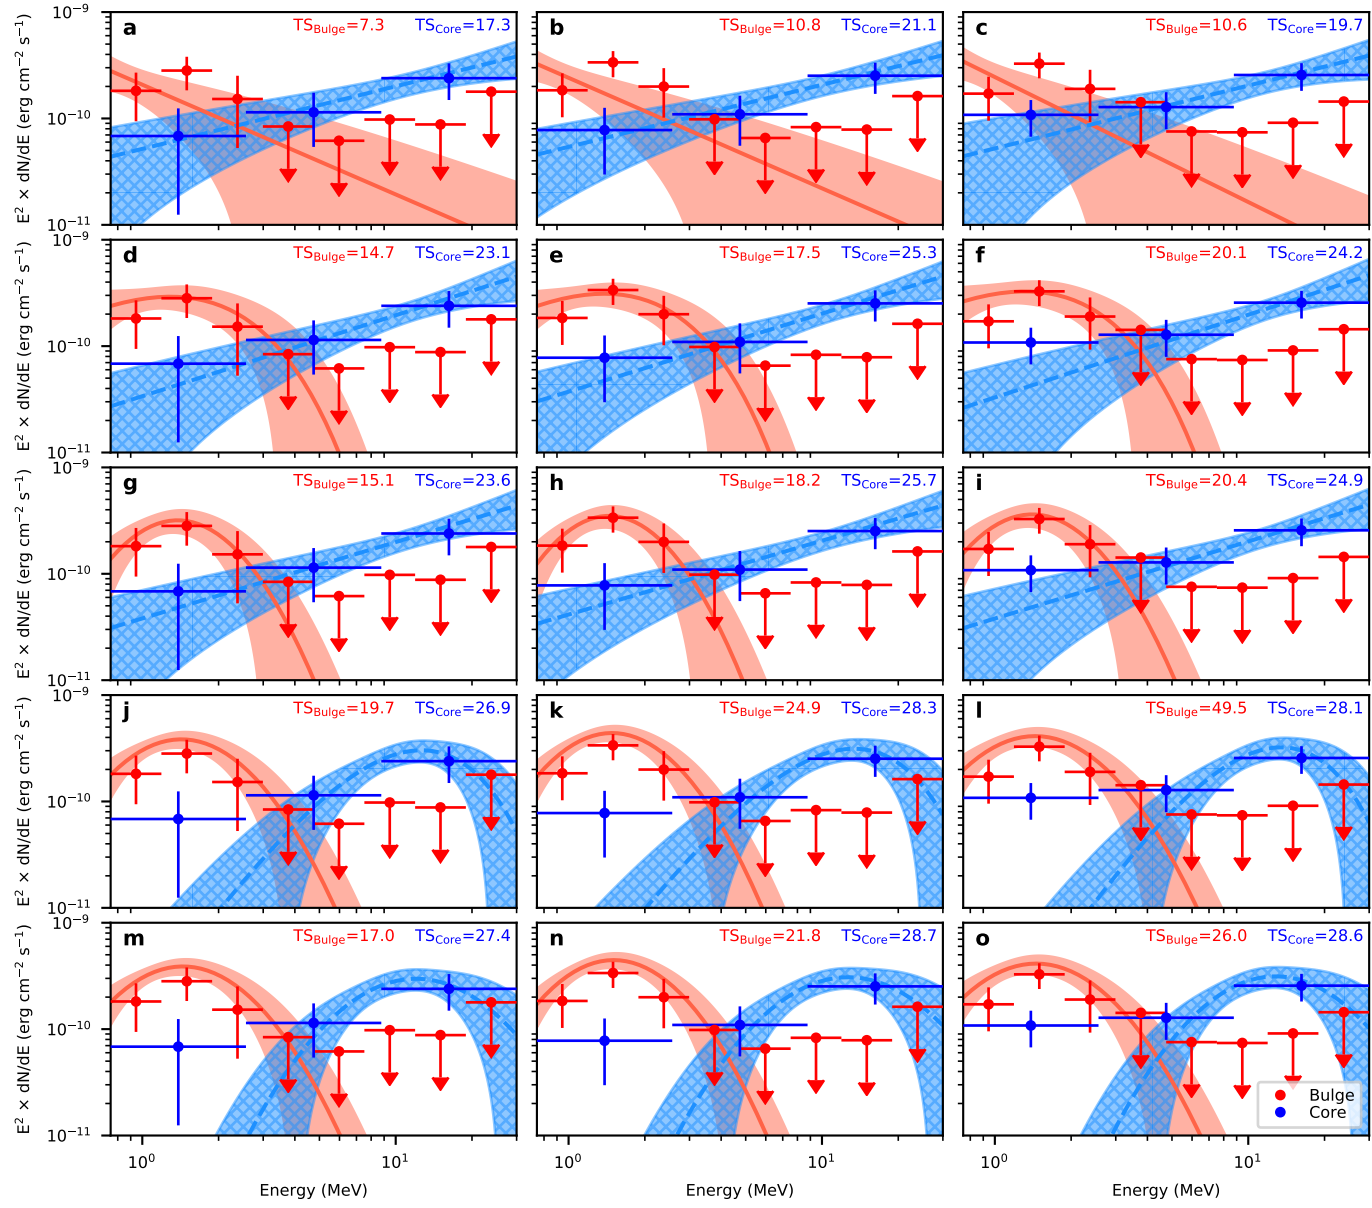 10⁻⁹
a TS_Bulge=7.3 TS_Core=17.3
b TS_Bulge=10.8 TS_Core=21.1
c TS_Bulge=10.6 TS_Core=19.7
E² × dN/dE (erg cm⁻² s⁻¹)
10⁻¹⁰
10⁻¹¹
10⁻⁹
d TS_Bulge=14.7 TS_Core=23.1
e TS_Bulge=17.5 TS_Core=25.3
f TS_Bulge=20.1 TS_Core=24.2
E² × dN/dE (erg cm⁻² s⁻¹)
10⁻¹⁰
10⁻¹¹
10⁻⁹
g TS_Bulge=15.1 TS_Core=23.6
h TS_Bulge=18.2 TS_Core=25.7
i TS_Bulge=20.4 TS_Core=24.9
E² × dN/dE (erg cm⁻² s⁻¹)
10⁻¹⁰
10⁻¹¹
10⁻⁹
j TS_Bulge=19.7 TS_Core=26.9
k TS_Bulge=24.9 TS_Core=28.3
l TS_Bulge=49.5 TS_Core=28.1
E² × dN/dE (erg cm⁻² s⁻¹)
10⁻¹⁰
10⁻¹¹
10⁻⁹
m TS_Bulge=17.0 TS_Core=27.4
n TS_Bulge=21.8 TS_Core=28.7
o TS_Bulge=26.0 TS_Core=28.6
E² × dN/dE (erg cm⁻² s⁻¹)
10⁻¹⁰
10⁻¹¹
Bulge
Core
10⁰ 10¹
10⁰ 10¹
10⁰ 10¹
Energy (MeV)
Energy (MeV)
Energy (MeV)